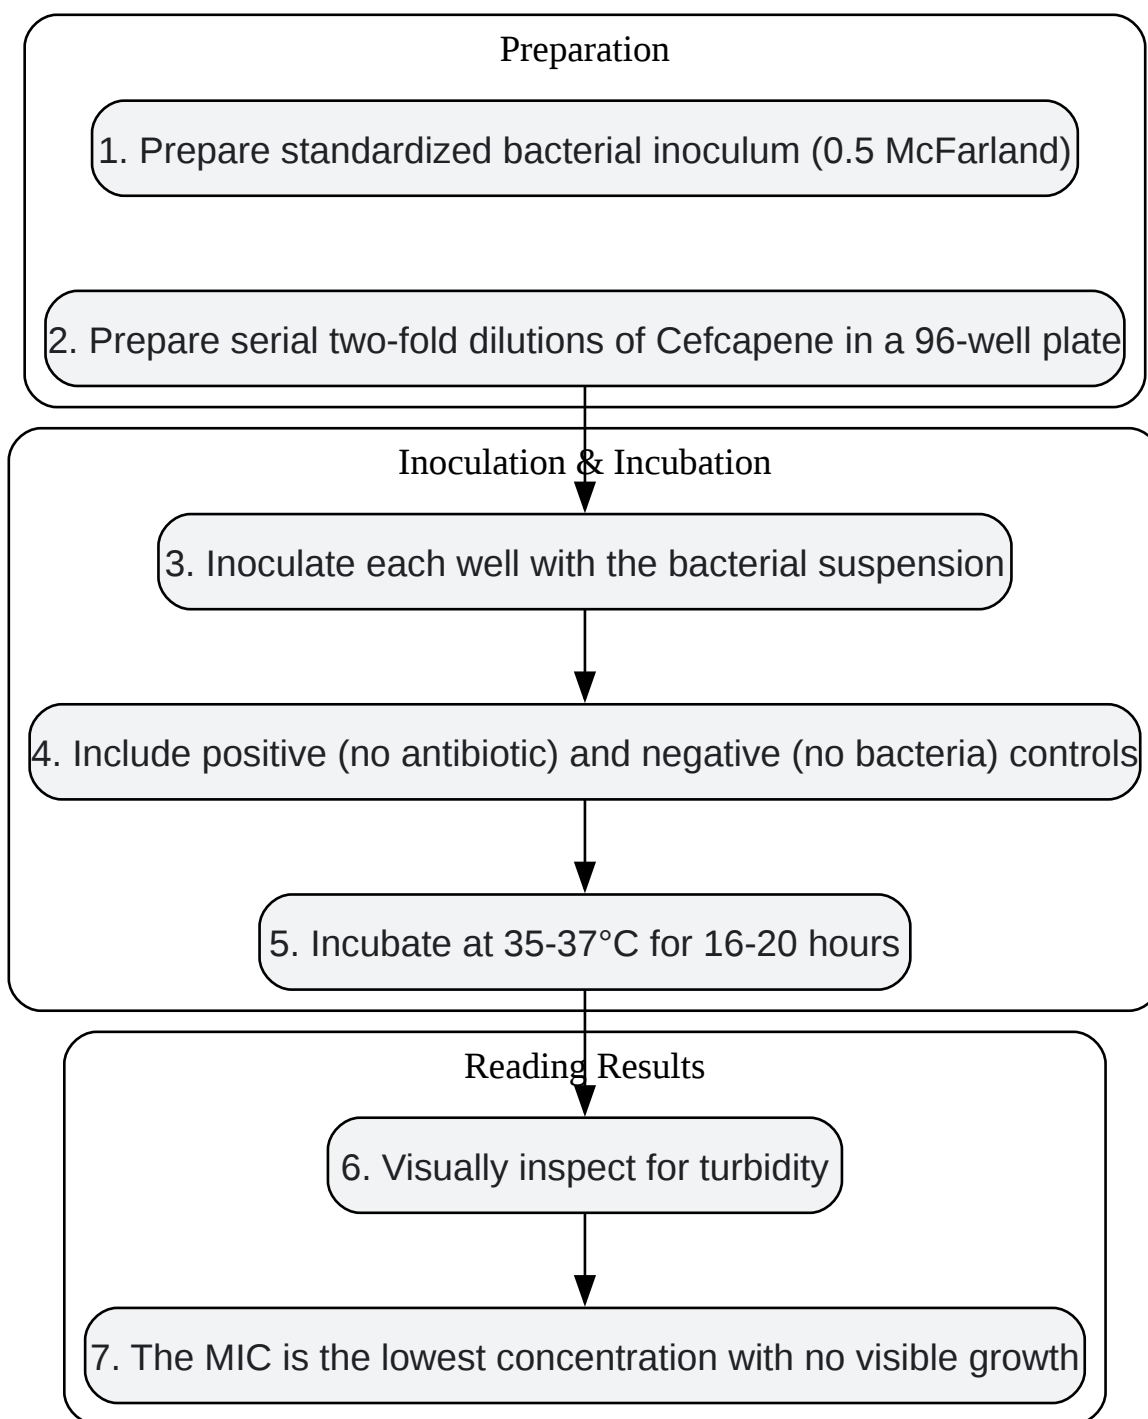 Preparation
1. Prepare standardized bacterial inoculum (0.5 McFarland)
2. Prepare serial two-fold dilutions of Cefcapene in a 96-well plate
Inoculation & Incubation
3. Inoculate each well with the bacterial suspension
4. Include positive (no antibiotic) and negative (no bacteria) controls
5. Incubate at 35-37°C for 16-20 hours
Reading Results
6. Visually inspect for turbidity
7. The MIC is the lowest concentration with no visible growth